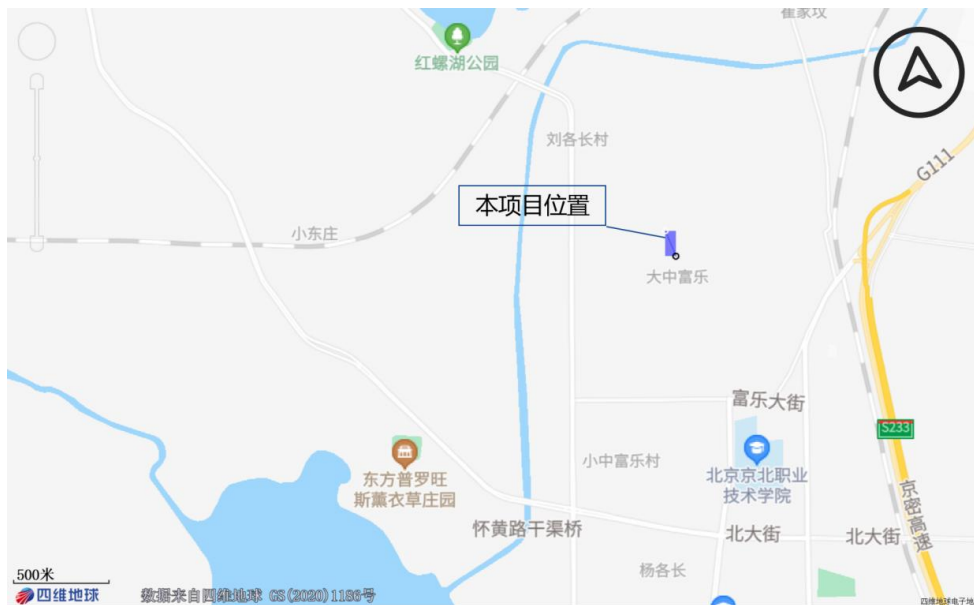 崔家坟
红螺湖公园
刘各长村
G111
本项目位置
小东庄
大中富乐
富乐大街
S233
小中富乐村
北京京北职业
技术学院
东方普罗旺
斯薰衣草庄园
京密高速
怀黄路干渠桥
北大街
北大街
杨各长
500米
四维地球
数据来自四维地球 GS(2020)1186号
四维地球电子地